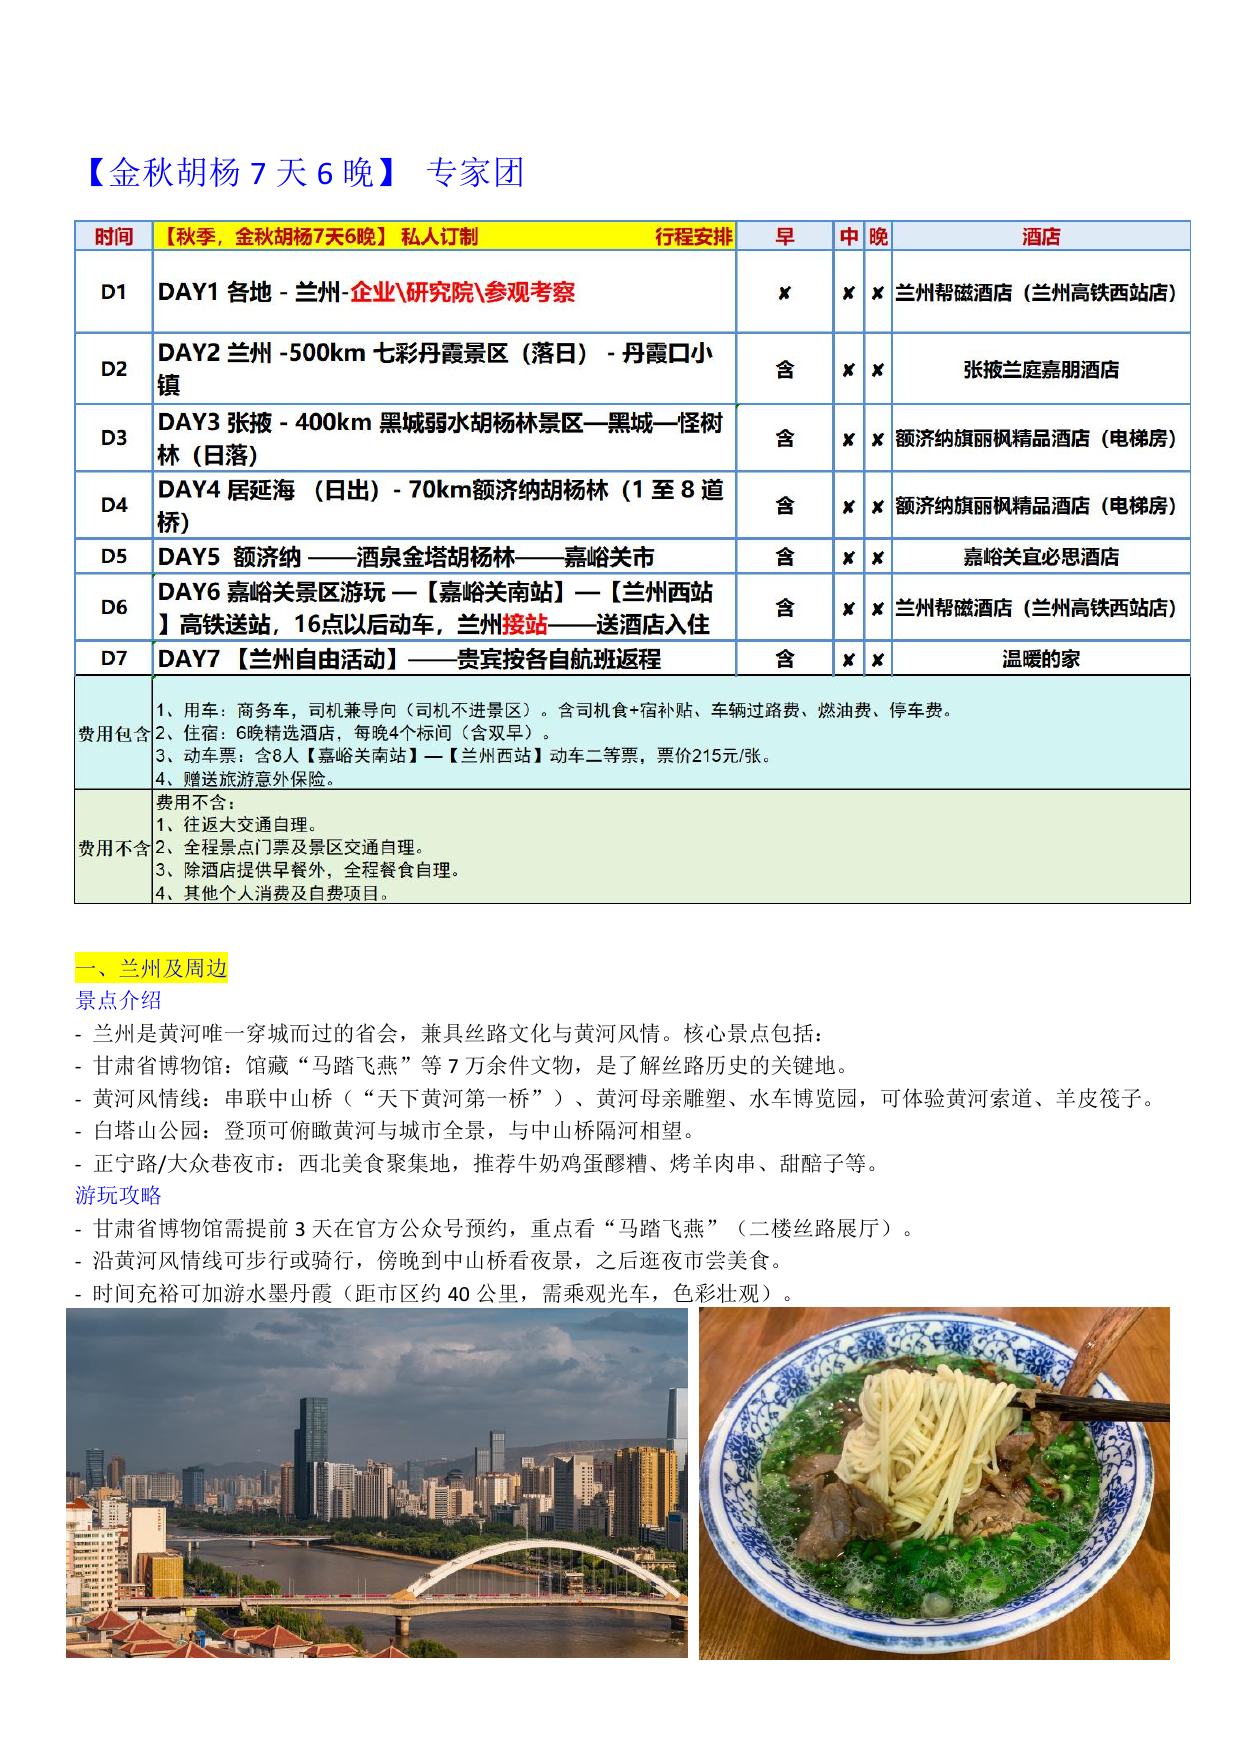 【金秋胡杨 7 天 6 晚】 专家团
时间 【秋季，金秋胡杨7天6晚】 私人订制 行程安排 早 中 晚 酒店
D1 DAY1 各地 - 兰州-企业\研究院\参观考察 ✘ ✘ ✘ 兰州帮磁酒店（兰州高铁西站店）
D2 DAY2 兰州 -500km 七彩丹霞景区（落日） - 丹霞口小
镇 含 ✘ ✘ 张掖兰庭嘉朋酒店
D3 DAY3 张掖 - 400km 黑城弱水胡杨林景区—黑城—怪树
林（日落） 含 ✘ ✘ 额济纳旗丽枫精品酒店（电梯房）
D4 DAY4 居延海 （日出）- 70km额济纳胡杨林（1 至 8 道
桥） 含 ✘ ✘ 额济纳旗丽枫精品酒店（电梯房）
D5 DAY5 额济纳 ——酒泉金塔胡杨林——嘉峪关市 含 ✘ ✘ 嘉峪关宜必思酒店
D6 DAY6 嘉峪关景区游玩 —【嘉峪关南站】—【兰州西站
】高铁送站，16点以后动车，兰州接站——送酒店入住 含 ✘ ✘ 兰州帮磁酒店（兰州高铁西站店）
D7 DAY7 【兰州自由活动】——贵宾按各自航班返程 含 ✘ ✘ 温暖的家
费用包含
1、用车：商务车，司机兼导向（司机不进景区）。含司机食+宿补贴、车辆过路费、燃油费、停车费。
2、住宿：6晚精选酒店，每晚4个标间（含双早）。
3、动车票：含8人【嘉峪关南站】—【兰州西站】动车二等票，票价215元/张。
4、赠送旅游意外保险。
费用不含
费用不含：
1、往返大交通自理。
2、全程景点门票及景区交通自理。
3、除酒店提供早餐外，全程餐食自理。
4、其他个人消费及自费项目。
一、兰州及周边
景点介绍
- 兰州是黄河唯一穿城而过的省会，兼具丝路文化与黄河风情。核心景点包括：
- 甘肃省博物馆：馆藏“马踏飞燕”等 7 万余件文物，是了解丝路历史的关键地。
- 黄河风情线：串联中山桥（“天下黄河第一桥”）、黄河母亲雕塑、水车博览园，可体验黄河索道、羊皮筏子。
- 白塔山公园：登顶可俯瞰黄河与城市全景，与中山桥隔河相望。
- 正宁路/大众巷夜市：西北美食聚集地，推荐牛奶鸡蛋醪糟、烤羊肉串、甜醅子等。
游玩攻略
- 甘肃省博物馆需提前 3 天在官方公众号预约，重点看“马踏飞燕”（二楼丝路展厅）。
- 沿黄河风情线可步行或骑行，傍晚到中山桥看夜景，之后逛夜市尝美食。
- 时间充裕可加游水墨丹霞（距市区约 40 公里，需乘观光车，色彩壮观）。